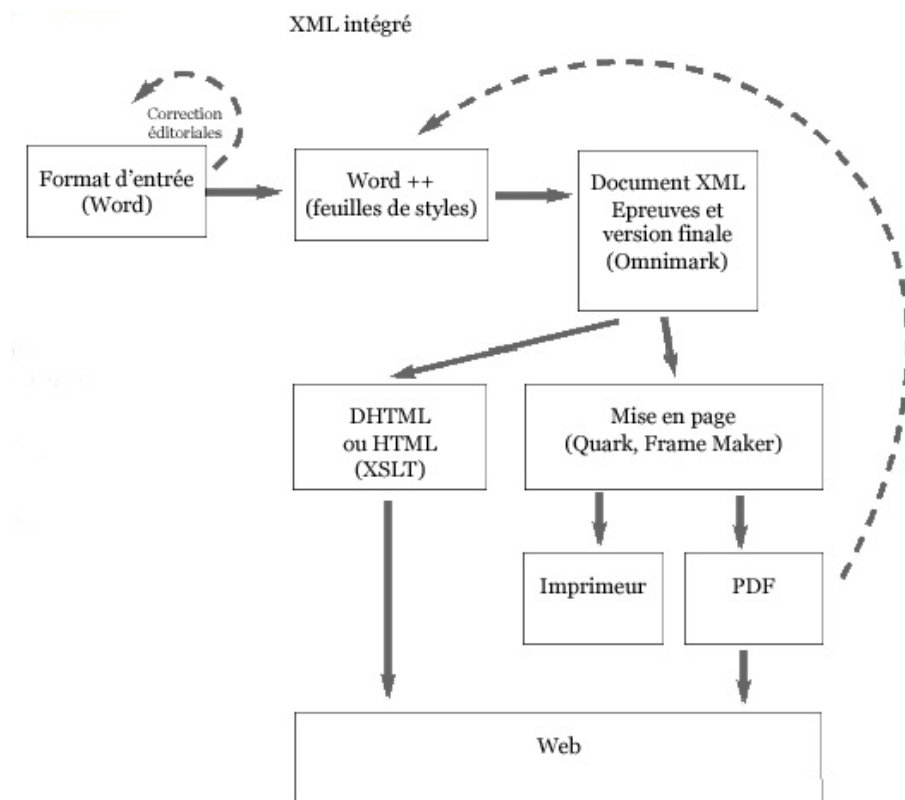 XML intégré
Correction
éditoriales
Format d'entrée
(Word)
Word ++
(feuilles de styles)
Document XML
Epreuves et
version finale
(Omnimark)
DHTML
ou HTML
(XSLT)
Mise en page
(Quark, Frame Maker)
Imprimeur
PDF
Web